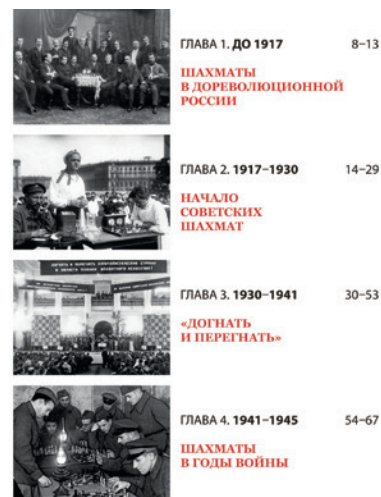 ГЛАВА 1. ДО 1917 8–13
ШАХМАТЫ
В ДОРЕВОЛЮЦИОННОЙ
РОССИИ
ГЛАВА 2. 1917–1930 14–29
НАЧАЛО
СОВЕТСКИХ
ШАХМАТ
ГЛАВА 3. 1930–1941 30–53
«ДОГНАТЬ
И ПЕРЕГНАТЬ»
ГЛАВА 4. 1941–1945 54–67
ШАХМАТЫ
В ГОДЫ ВОЙНЫ